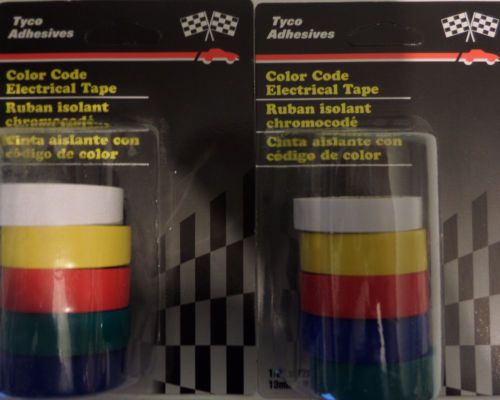 Tyco
Adhesives
Color Code
Electrical Tape
Ruban isolant
chromocodé
Cinta aislante con
código de color
Tyco
Adhesives
Color Code
Electrical Tape
Ruban isolant
chromocodé
Cinta aislante con
código de color